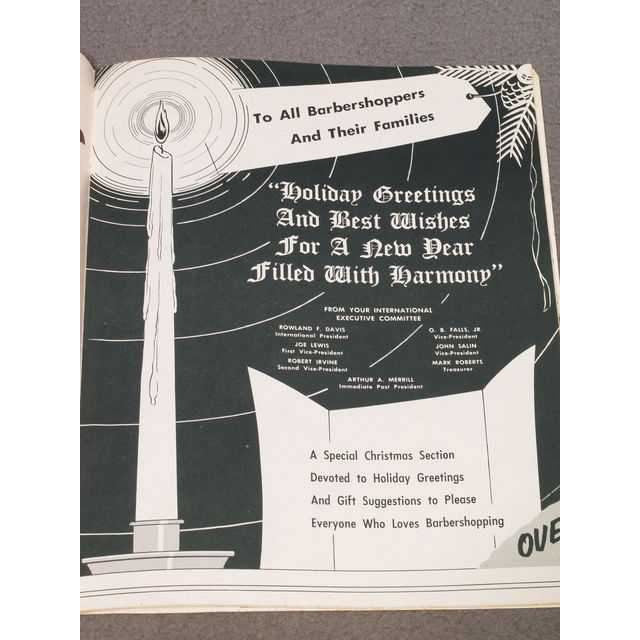 To All Barbershoppers
And Their Families
"Holiday Greetings
And Best Wishes
For A New Year
Filled With Harmony"
FROM YOUR INTERNATIONAL
EXECUTIVE COMMITTEE
ROWLAND F. DAVIS
International President
JOE LEWIS
First Vice-President
ROBERT IRVINE
Second Vice-President
O. B. FALLS, JR
Vice-President
JOHN SALIN
Vice-President
MARK ROBERTS
Treasurer
ARTHUR A. MERRILL
Immediate Past President
A Special Christmas Section
Devoted to Holiday Greetings
And Gift Suggestions to Please
Everyone Who Loves Barbershopping
OVE